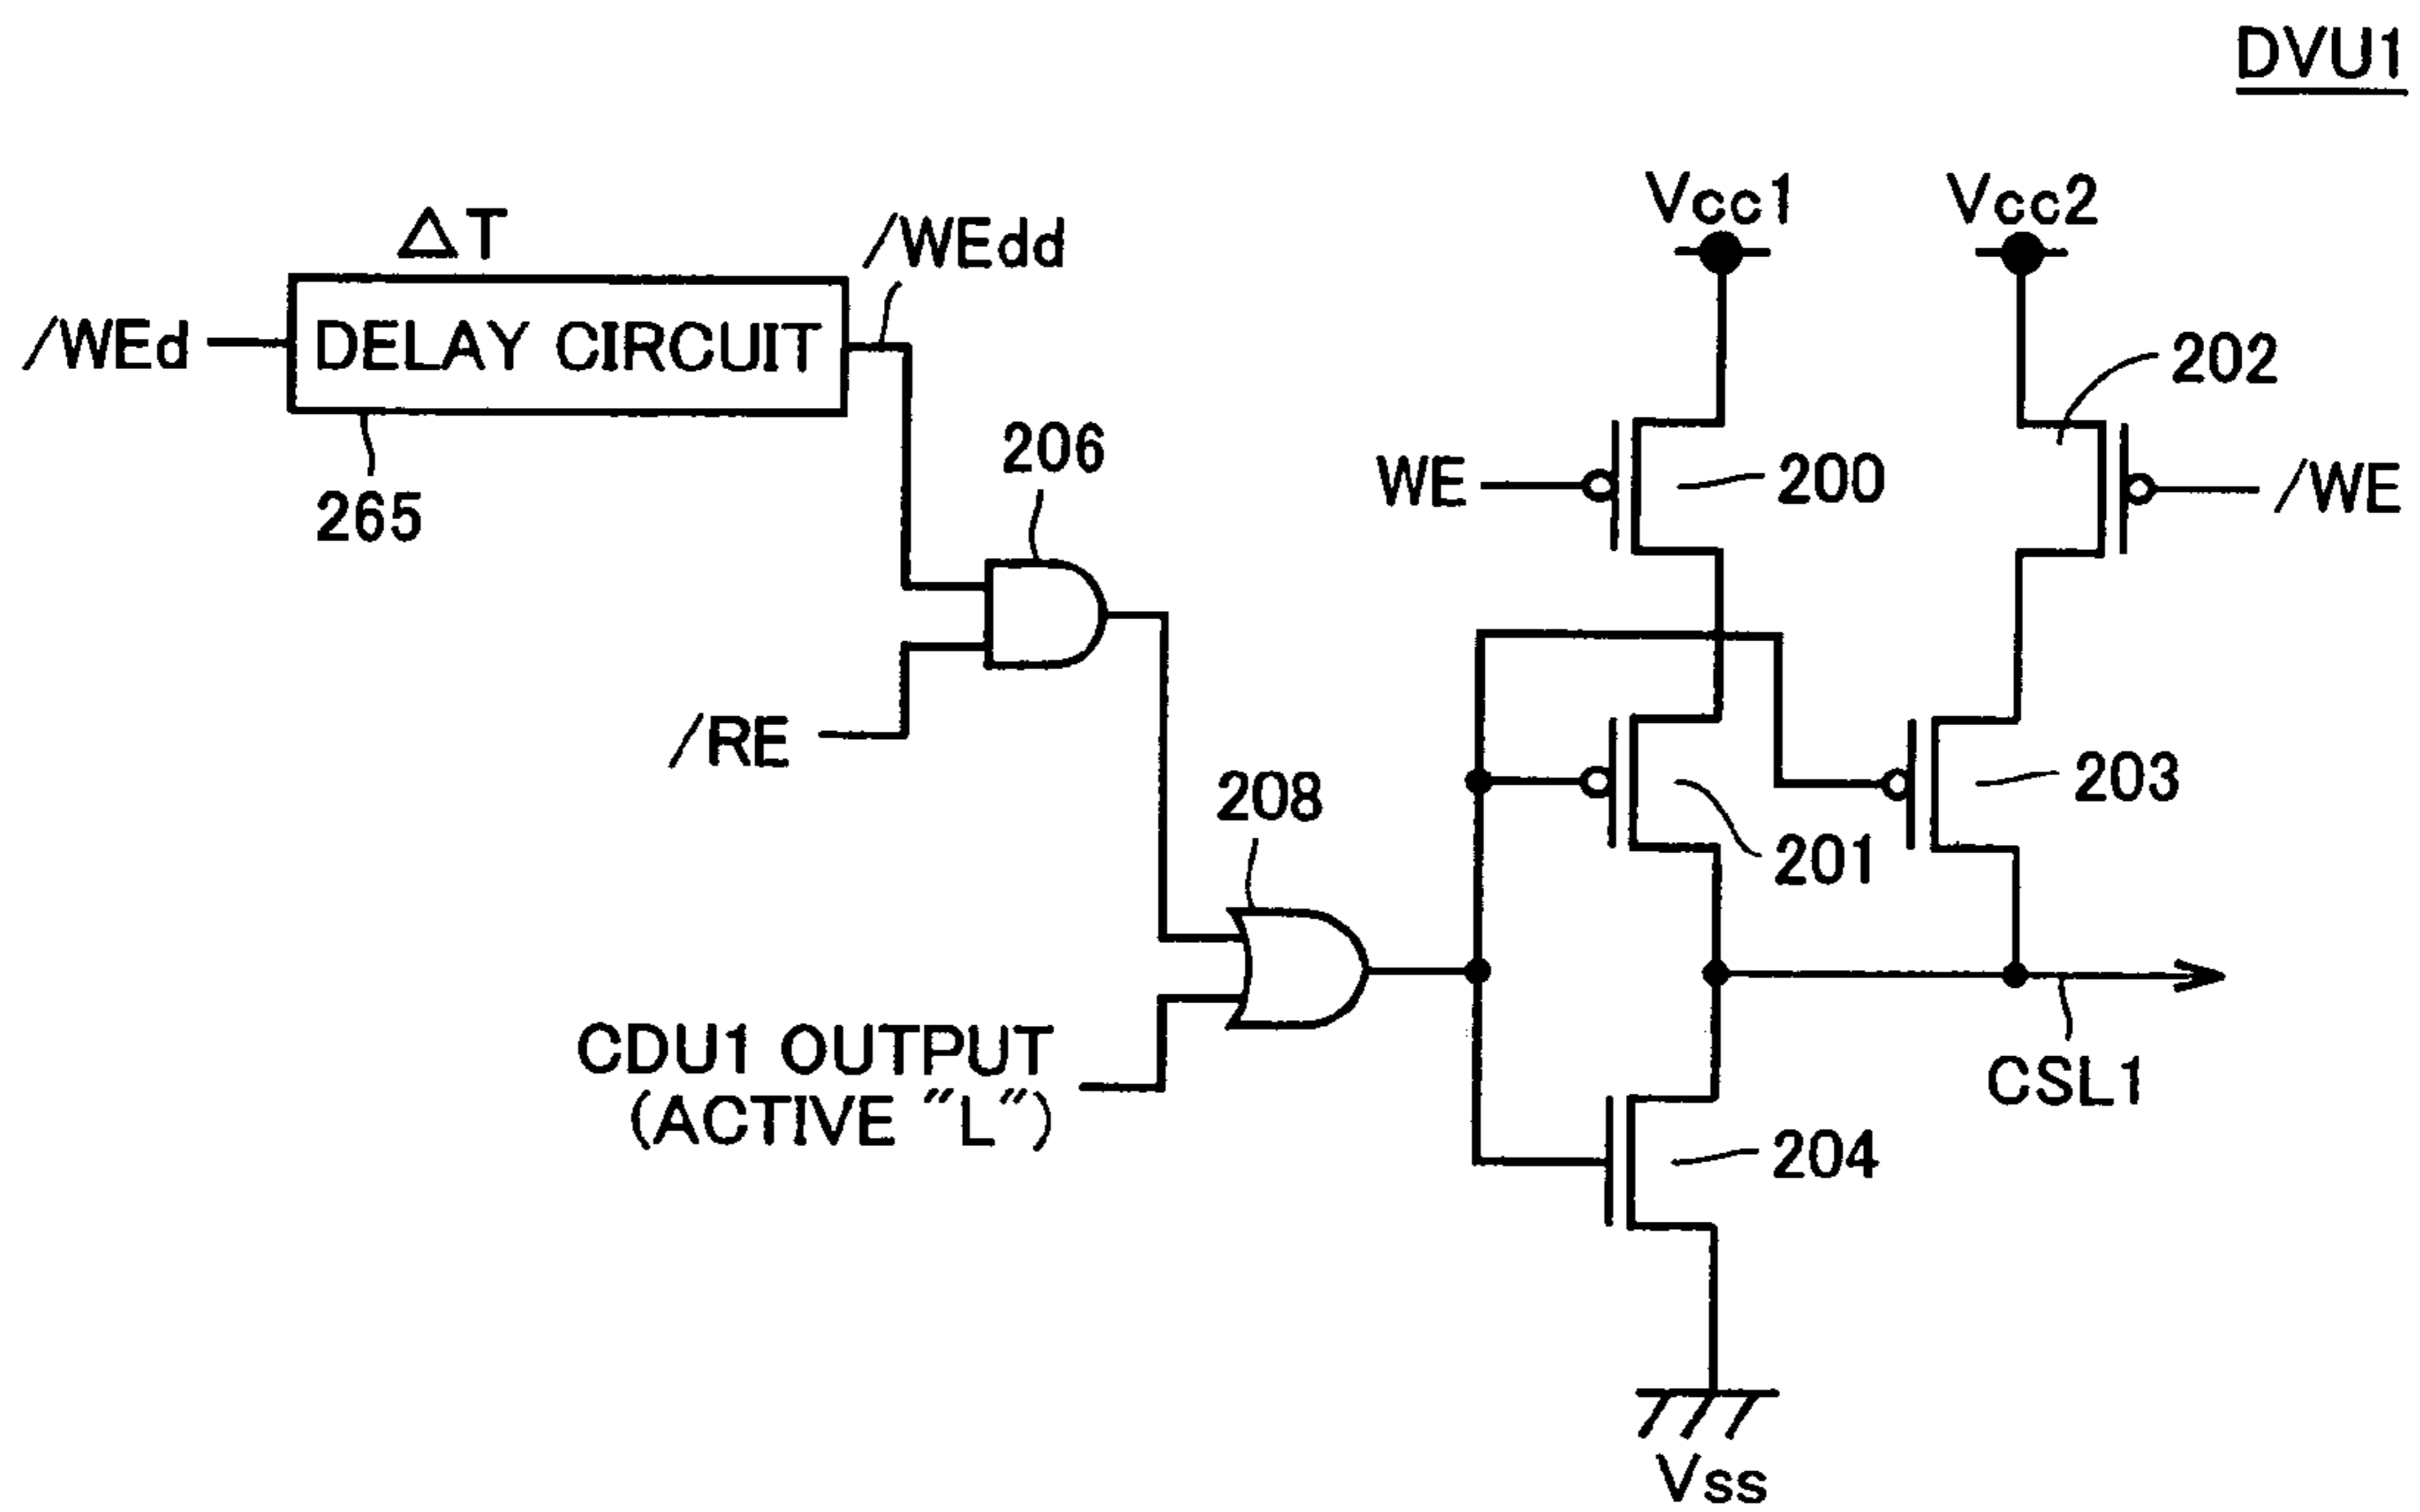 DVU1
Vcc1
Vcc2
△T
/WEdd
/WEd
DELAY CIRCUIT
202
206
WE
200
/WE
265
/RE
208
203
201
CDU1 OUTPUT
(ACTIVE "L")
CSL1
204
Vss